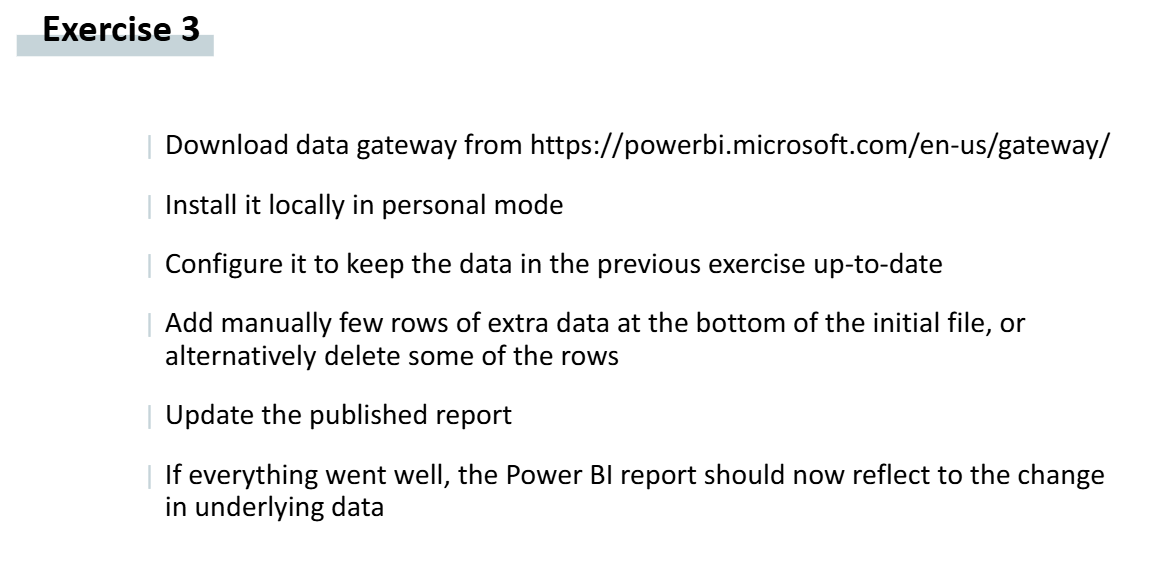 Exercise 3
Download data gateway from https://powerbi.microsoft.com/en-us/gateway/
Install it locally in personal mode
Configure it to keep the data in the previous exercise up-to-date
Add manually few rows of extra data at the bottom of the initial file, or
alternatively delete some of the rows
Update the published report
If everything went well, the Power BI report should now reflect to the change
in underlying data